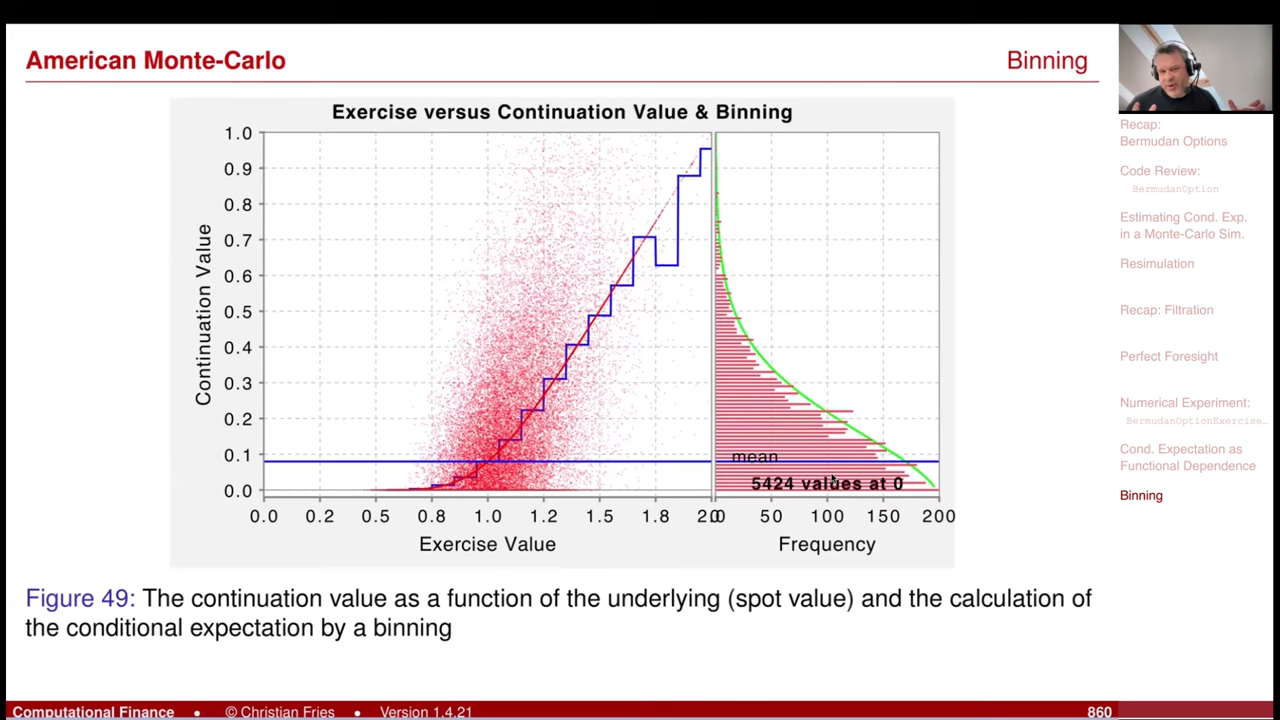 American Monte-Carlo
Binning
Exercise versus Continuation Value & Binning
Continuation Value
1.0
0.9
0.8
0.7
0.6
0.5
0.4
0.3
0.2
0.1
0.0
mean
5424 values at 0
0.0 0.2 0.5 0.8 1.0 1.2 1.5 1.8 2.0
0 50 100 150 200
Exercise Value
Frequency
Figure 49: The continuation value as a function of the underlying (spot value) and the calculation of
the conditional expectation by a binning
Recap:
Bermudan Options
Code Review:
BermudanOption
Estimating Cond. Exp.
in a Monte-Carlo Sim.
Resimulation
Recap: Filtration
Perfect Foresight
Numerical Experiment:
BermudanOptionExercise...
Cond. Expectation as
Functional Dependence
Binning
Computational Finance • © Christian Fries • Version 1.4.21
860